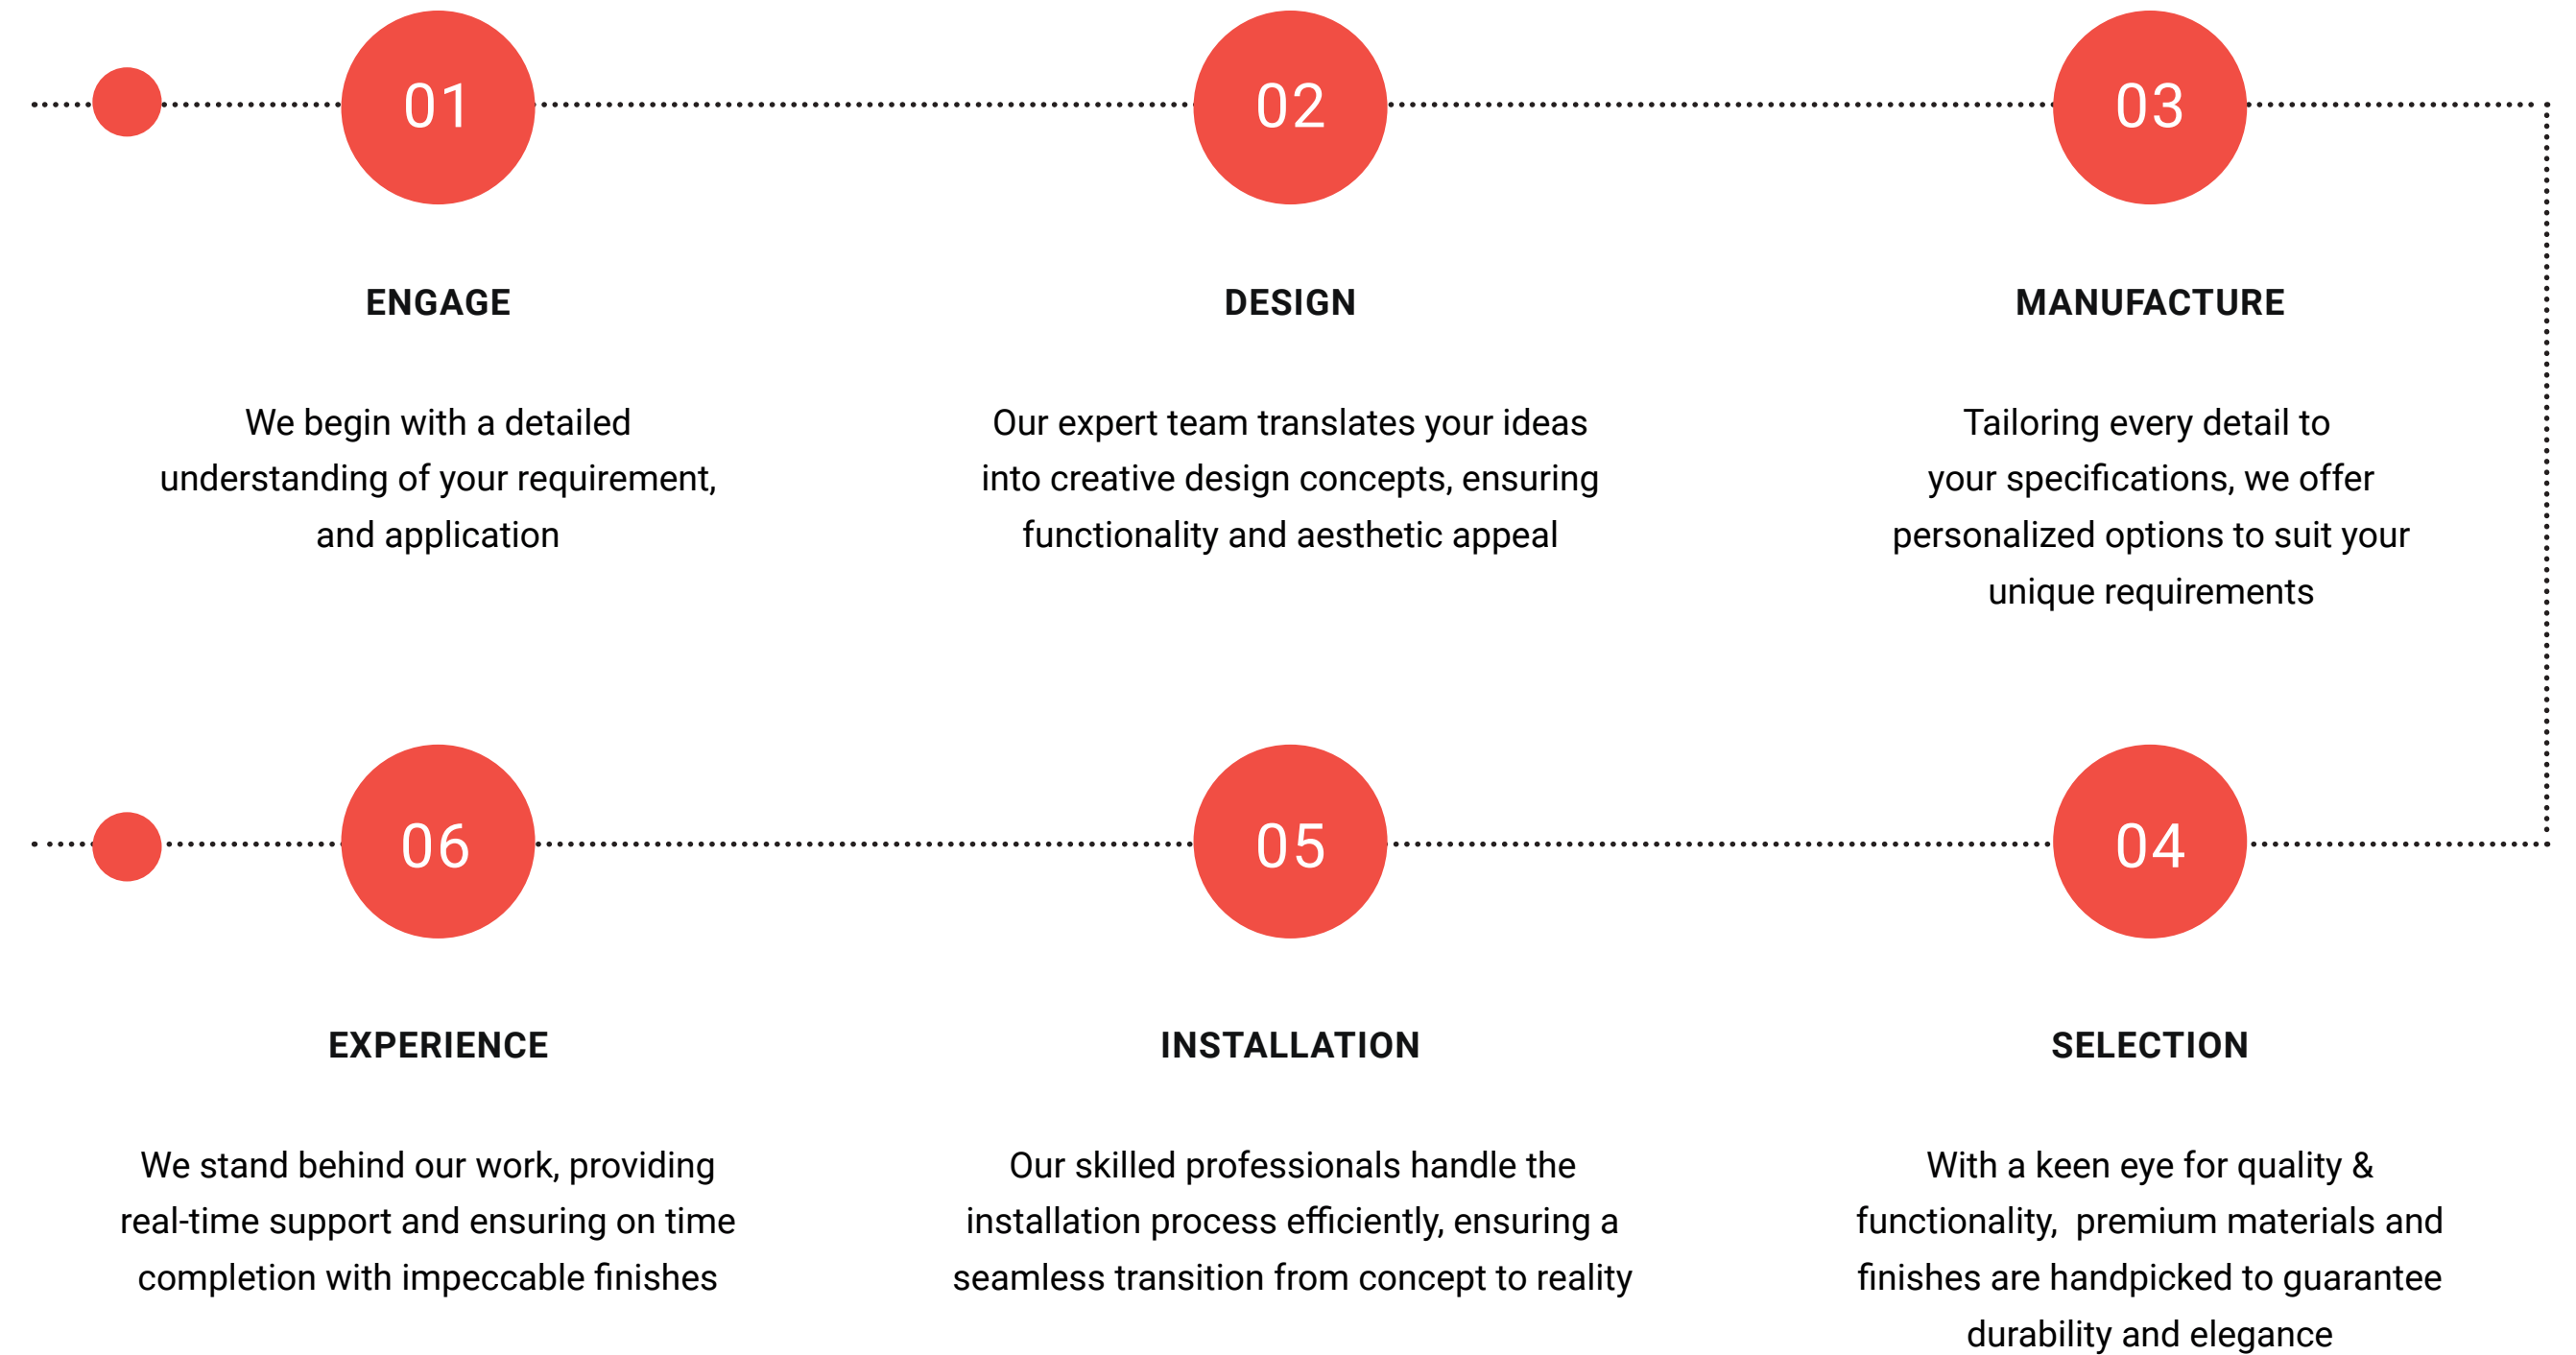 01
ENGAGE
We begin with a detailed
understanding of your requirement,
and application
02
DESIGN
Our expert team translates your ideas
into creative design concepts, ensuring
functionality and aesthetic appeal
03
MANUFACTURE
Tailoring every detail to
your specifications, we offer
personalized options to suit your
unique requirements
04
SELECTION
With a keen eye for quality &
functionality,  premium materials and
finishes are handpicked to guarantee
durability and elegance
05
INSTALLATION
Our skilled professionals handle the
installation process efficiently, ensuring a
seamless transition from concept to reality
06
EXPERIENCE
We stand behind our work, providing
real-time support and ensuring on time
completion with impeccable finishes